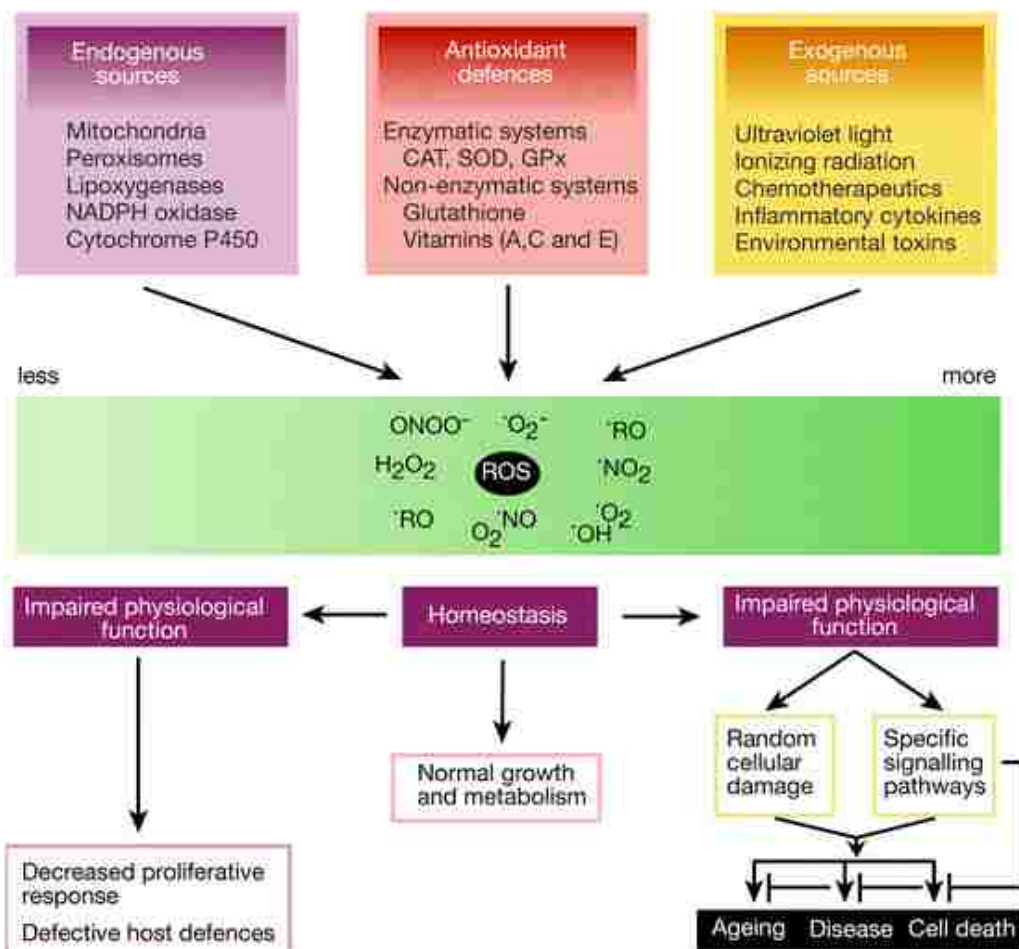 Endogenous
sources
Mitochondria
Peroxisomes
Lipoxygenases
NADPH oxidase
Cytochrome P450
Antioxidant
defences
Enzymatic systems
CAT, SOD, GPx
Non-enzymatic systems
Glutathione
Vitamins (A,C and E)
Exogenous
sources
Ultraviolet light
Ionizing radiation
Chemotherapeutics
Inflammatory cytokines
Environmental toxins
less
more
ONOO⁻ ˙O₂⁻ ˙RO
H₂O₂ ROS ˙NO₂
˙RO O₂ ˙NO ˙OH ˙O₂
Impaired physiological
function
Homeostasis
Impaired physiological
function
Normal growth
and metabolism
Random
cellular
damage
Specific
signalling
pathways
Decreased proliferative
response
Defective host defences
Ageing Disease Cell death